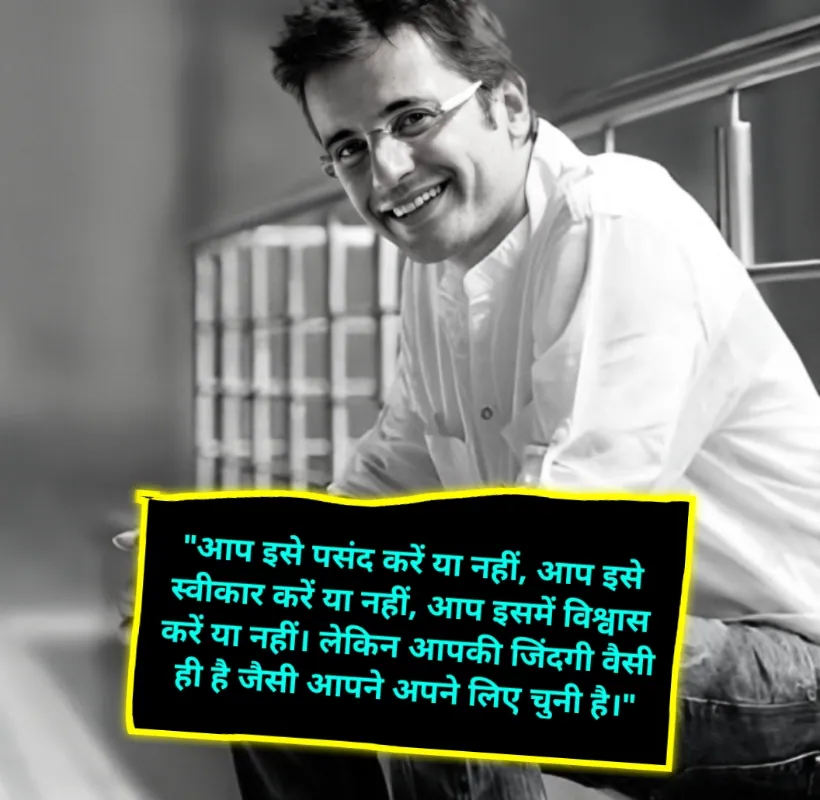 "आप इसे पसंद करें या नहीं, आप इसे
स्वीकार करें या नहीं, आप इसमें विश्वास
करें या नहीं। लेकिन आपकी जिंदगी वैसी
ही है जैसी आपने अपने लिए चुनी है।"